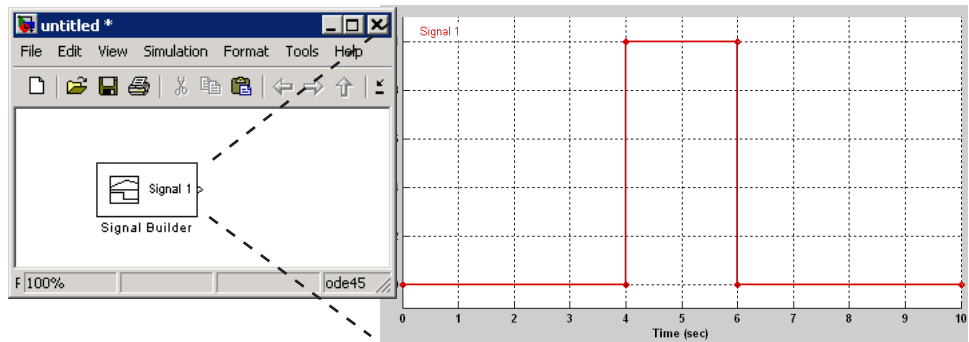 untitled *
File Edit View Simulation Format Tools Help
Signal 1
Signal Builder
100%
ode45
Signal 1
0 1 2 3 4 5 6 7 8 9 10
Time (sec)